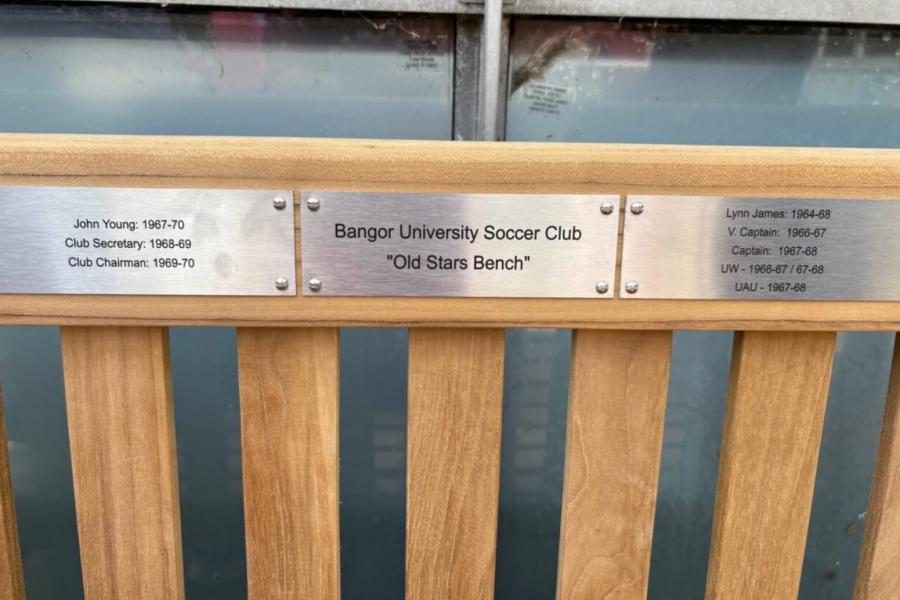 John Young: 1967-70
Club Secretary: 1968-69
Club Chairman: 1969-70
Bangor University Soccer Club
"Old Stars Bench"
Lynn James: 1964-68
V. Captain: 1966-67
Captain: 1967-68
UW - 1966-67 / 67-68
UAU - 1967-68